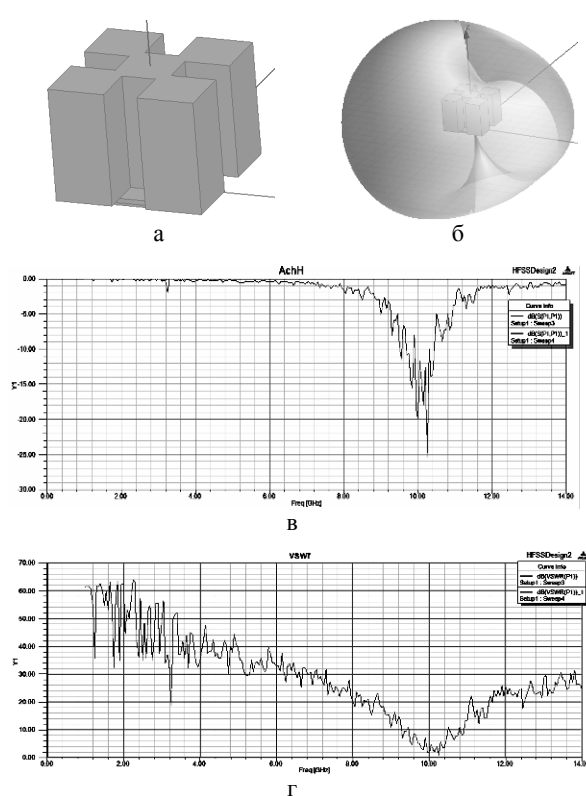 а б
AchH HFSSDesign2
0.00
Curve Info
dB(S(P1,P1))
Setup1 : Sweep3
dB(S(P1,P1))_1
Setup1 : Sweep4
-5.00
-10.00
Y1
-15.00
-20.00
-25.00
-30.00
0.00 2.00 4.00 6.00 8.00 10.00 12.00 14.00
Freq [GHz]
в
VSWT HFSSDesign2
70.00
Curve Info
dB(VSWR(P1))
Setup1 : Sweep3
dB(VSWR(P1))_1
Setup1 : Sweep4
60.00
50.00
40.00
Y1
30.00
20.00
10.00
0.00
0.00 2.00 4.00 6.00 8.00 10.00 12.00 14.00
Freq [GHz]
г